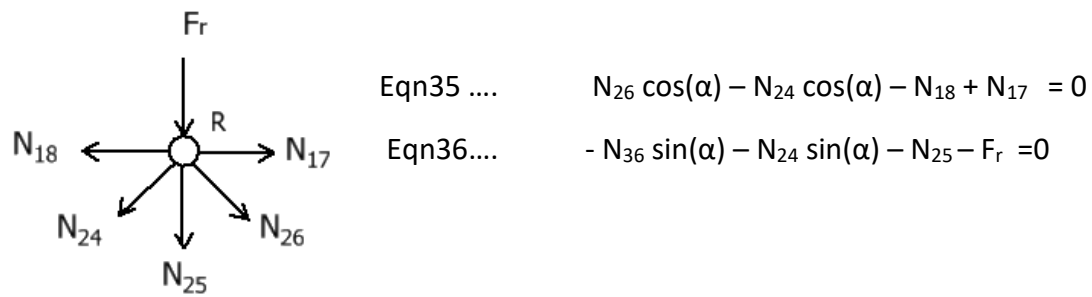 Fr
R
N18
N17
N24
N26
N25
Eqn35 .... N26 cos(α) – N24 cos(α) – N18 + N17 = 0
Eqn36.... - N36 sin(α) – N24 sin(α) – N25 – Fr =0